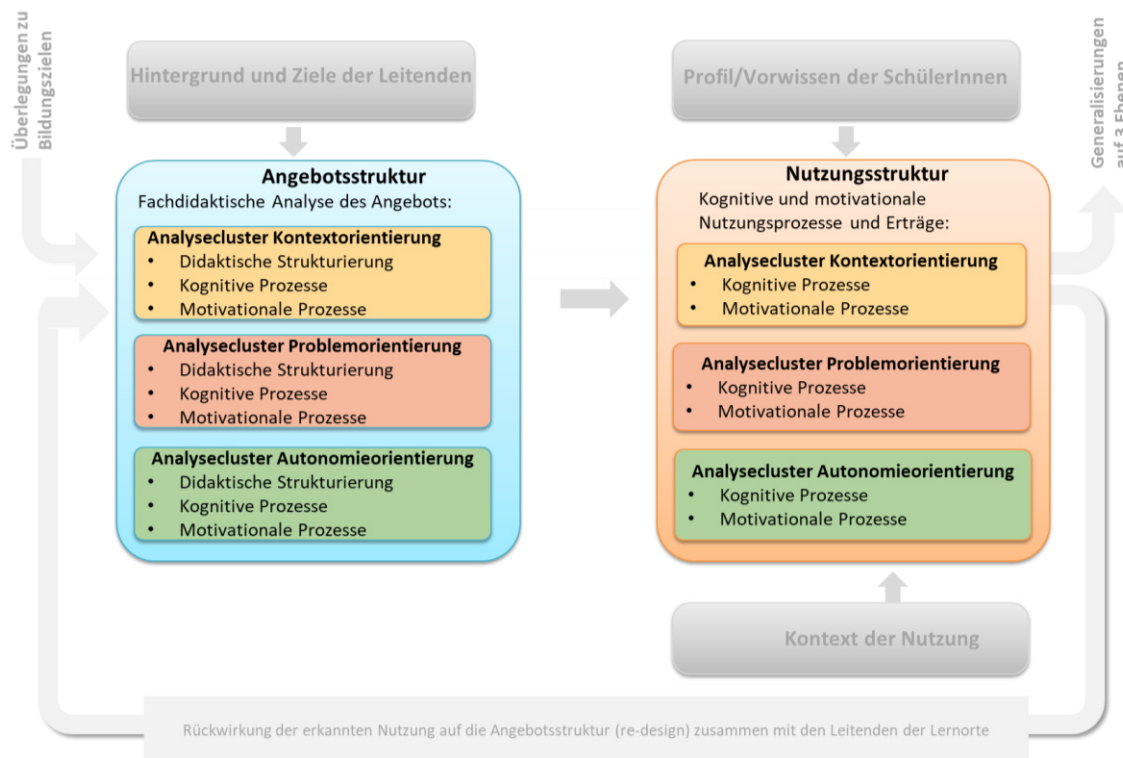 Überlegungen zu
Bildungszielen
Hintergrund und Ziele der Leitenden
Profil/Vorwissen der SchülerInnen
Generalisierungen
auf 3 Ebenen
Angebotsstruktur
Fachdidaktische Analyse des Angebots:
Analysecluster Kontextorientierung
• Didaktische Strukturierung
• Kognitive Prozesse
• Motivationale Prozesse
Analysecluster Problemorientierung
• Didaktische Strukturierung
• Kognitive Prozesse
• Motivationale Prozesse
Analysecluster Autonomieorientierung
• Didaktische Strukturierung
• Kognitive Prozesse
• Motivationale Prozesse
Nutzungsstruktur
Kognitive und motivationale
Nutzungsprozesse und Erträge:
Analysecluster Kontextorientierung
• Kognitive Prozesse
• Motivationale Prozesse
Analysecluster Problemorientierung
• Kognitive Prozesse
• Motivationale Prozesse
Analysecluster Autonomieorientierung
• Kognitive Prozesse
• Motivationale Prozesse
Kontext der Nutzung
Rückwirkung der erkannten Nutzung auf die Angebotsstruktur (re-design) zusammen mit den Leitenden der Lernorte